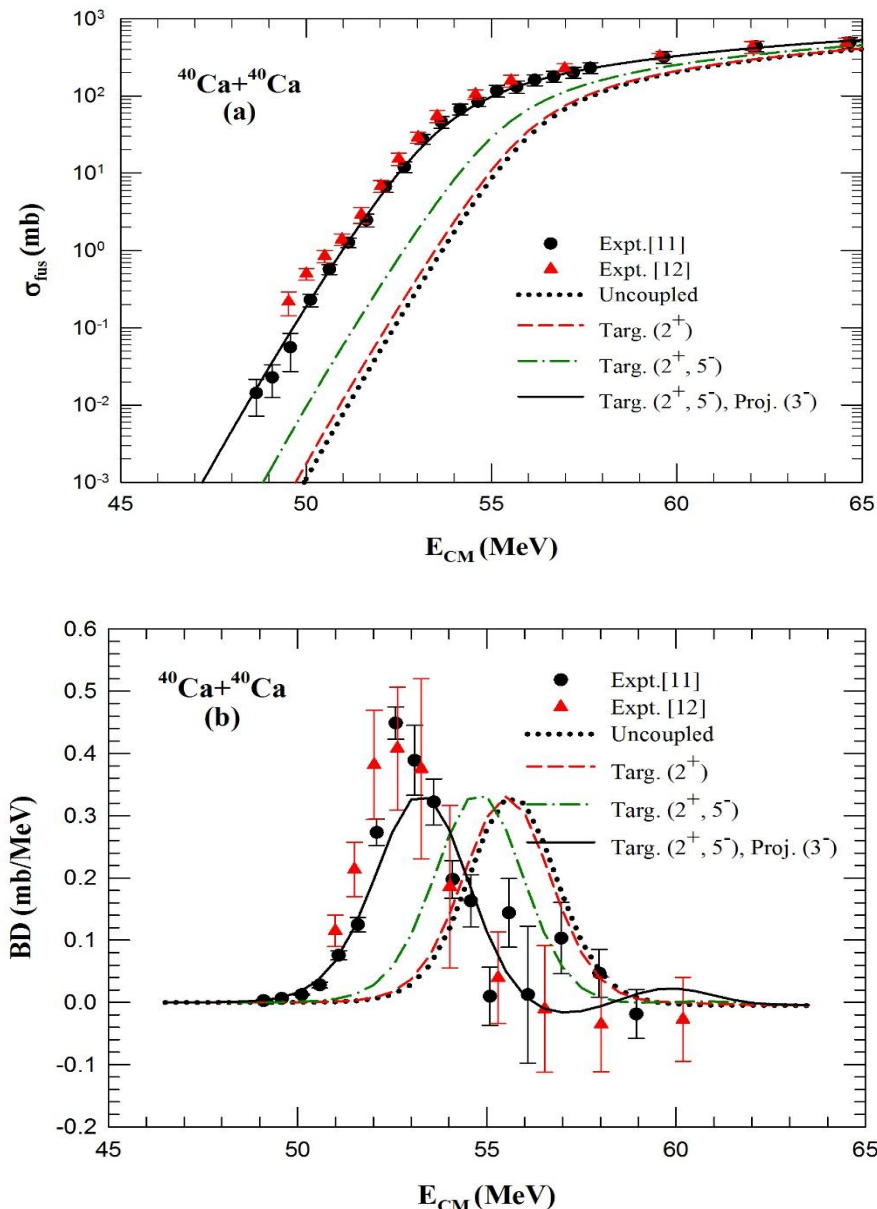 10³
10²
10¹
10⁰
10⁻¹
10⁻²
10⁻³
σfus (mb)
⁴⁰Ca+⁴⁰Ca
(a)
Expt.[11]
Expt. [12]
Uncoupled
Targ. (2⁺)
Targ. (2⁺, 5⁻)
Targ. (2⁺, 5⁻), Proj. (3⁻)
45 50 55 60 65
E_CM (MeV)
0.6
0.5
0.4
0.3
0.2
0.1
0.0
-0.1
-0.2
BD (mb/MeV)
⁴⁰Ca+⁴⁰Ca
(b)
Expt.[11]
Expt. [12]
Uncoupled
Targ. (2⁺)
Targ. (2⁺, 5⁻)
Targ. (2⁺, 5⁻), Proj. (3⁻)
45 50 55 60 65
E_CM (MeV)